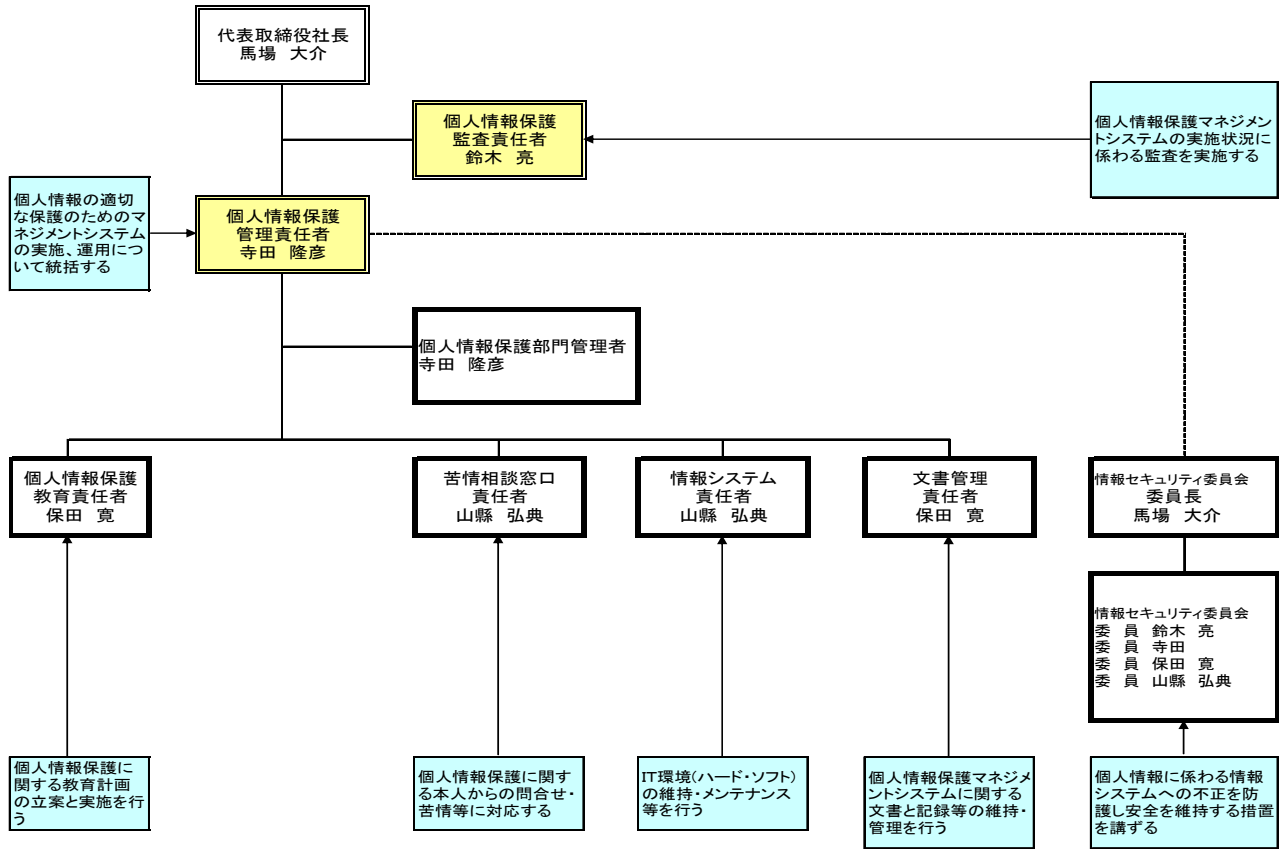 代表取締役社長
馬場 大介
個人情報保護
監査責任者
鈴木 亮
個人情報保護マネジメン
トシステムの実施状況に
係わる監査を実施する
個人情報の適切
な保護のためのマ
ネジメントシステム
の実施、運用につ
いて統括する
個人情報保護
管理責任者
寺田 隆彦
個人情報保護部門管理者
寺田 隆彦
個人情報保護
教育責任者
保田 寛
苦情相談窓口
責任者
山縣 弘典
情報システム
責任者
山縣 弘典
文書管理
責任者
保田 寛
情報セキュリティ委員会
委員長
馬場 大介
情報セキュリティ委員会
委 員 鈴木 亮
委 員 寺田
委 員 保田 寛
委 員 山縣 弘典
個人情報保護に
関する教育計画
の立案と実施を行
う
個人情報保護に関す
る本人からの問合せ・
苦情等に対応する
IT環境(ハード・ソフト)
の維持・メンテナンス
等を行う
個人情報保護マネジメ
ントシステムに関する
文書と記録等の維持・
管理を行う
個人情報に係わる情報
システムへの不正を防
護し安全を維持する措置
を講ずる